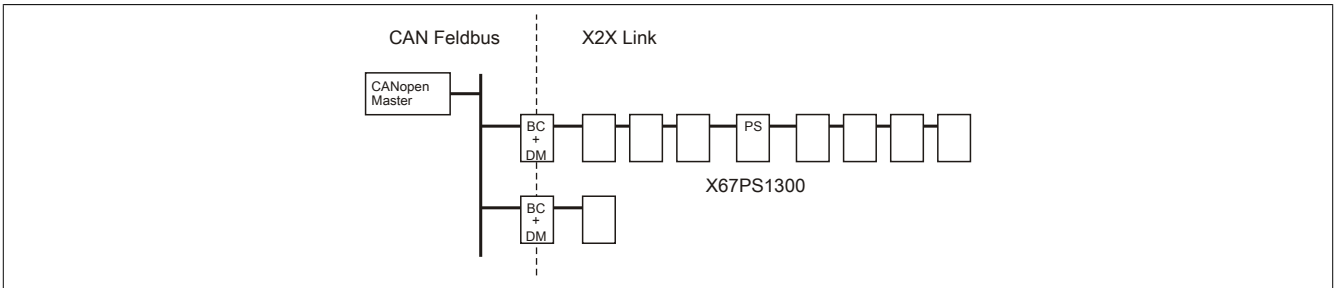 CAN Feldbus
X2X Link
CANopen
Master
BC
+
DM
PS
X67PS1300
BC
+
DM